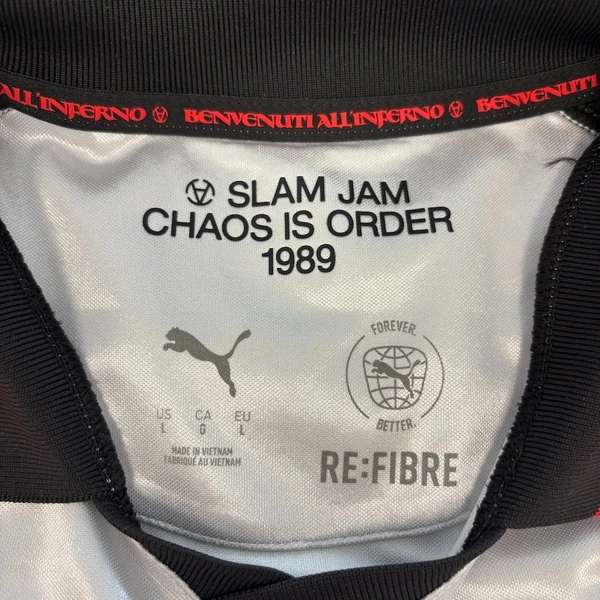 ALL'INFERNO BENVENUTI ALL'INFERNO BENVENUTI
SLAM JAM
CHAOS IS ORDER
1989
US CA EU
L G L
MADE IN VIETNAM
FABRIQUÉ AU VIETNAM
FOREVER.
BETTER.
RE:FIBRE